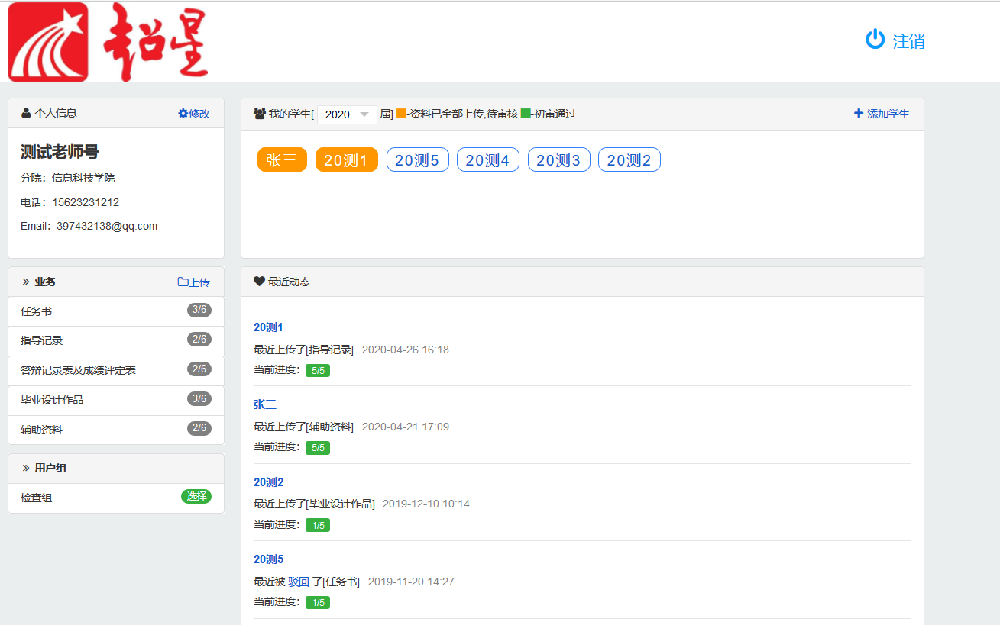 超星
注销
个人信息 修改
测试老师号
分院：信息科技学院
电话：15623231212
Email：397432138@qq.com
我的学生[ 2020 届] -资料已全部上传,待审核 -初审通过 添加学生
张三 20测1 20测5 20测4 20测3 20测2
业务 上传
任务书 3/6
指导记录 2/6
答辩记录表及成绩评定表 2/6
毕业设计作品 3/6
辅助资料 2/6
用户组
检查组 选择
最近动态
20测1
最近上传了[指导记录] 2020-04-26 16:18
当前进度： 5/5
张三
最近上传了[辅助资料] 2020-04-21 17:09
当前进度： 5/5
20测2
最近上传了[毕业设计作品] 2019-12-10 10:14
当前进度： 1/5
20测5
最近被 驳回 了[任务书] 2019-11-20 14:27
当前进度： 1/5